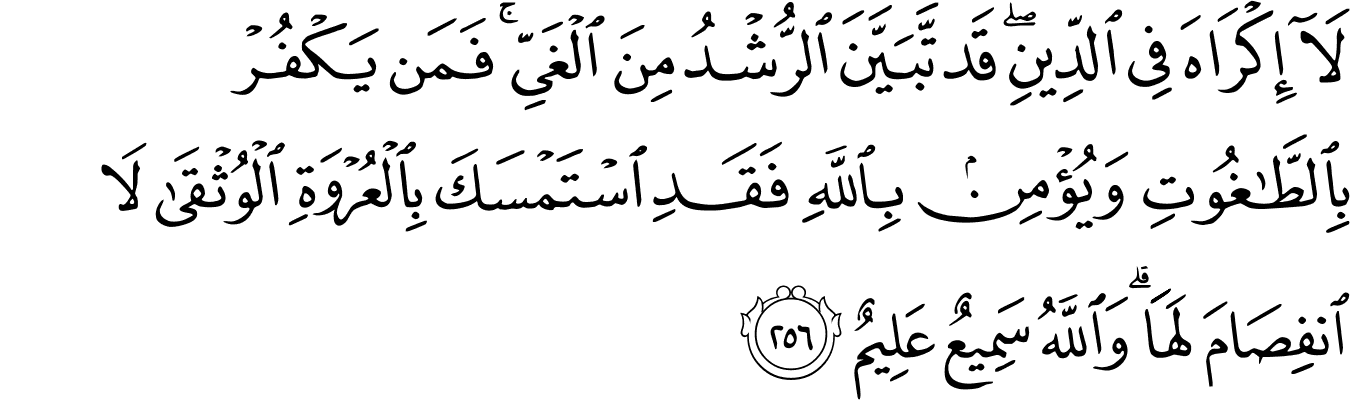 لَآ إِكْرَاهَ فِى ٱلدِّينِ ۖ قَد تَّبَيَّنَ ٱلرُّشْدُ مِنَ ٱلْغَىِّ ۚ فَمَن يَكْفُرْ
بِٱلطَّـٰغُوتِ وَيُؤْمِنۢ بِٱللَّهِ فَقَدِ ٱسْتَمْسَكَ بِٱلْعُرْوَةِ ٱلْوُثْقَىٰ لَا
ٱنفِصَامَ لَهَا ۗ وَٱللَّهُ سَمِيعٌ عَلِيمٌ ٢٥٦